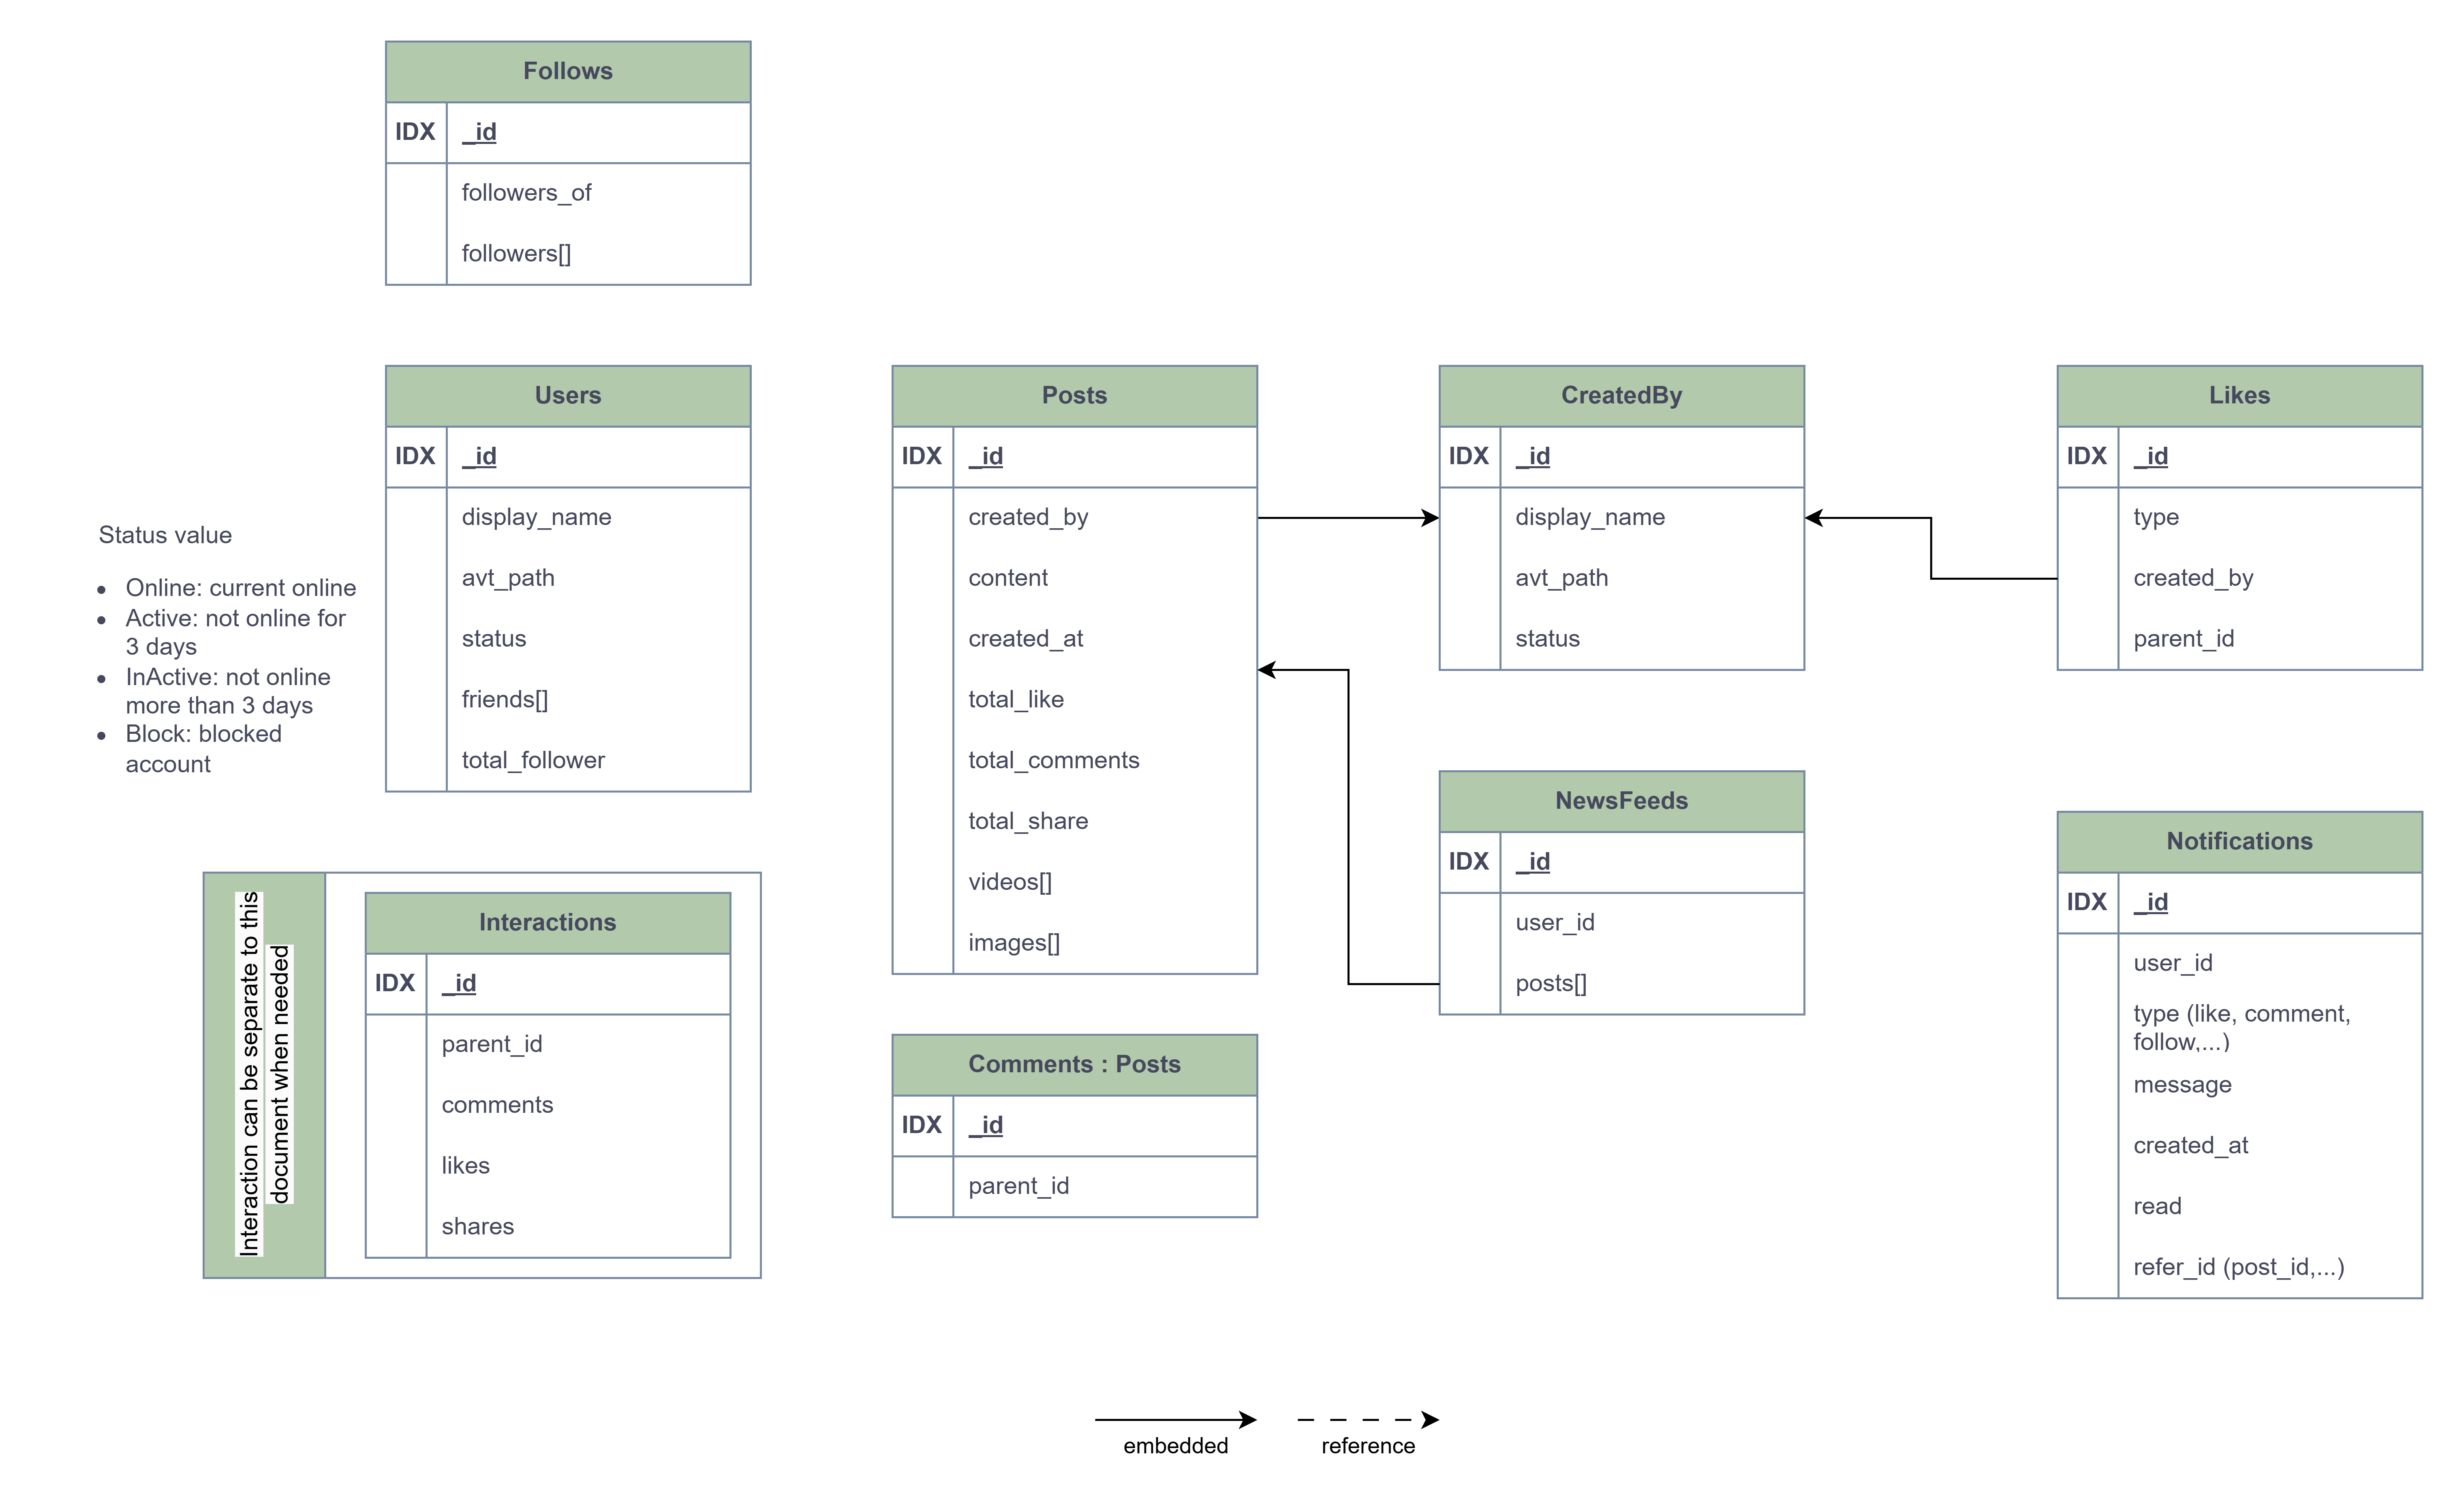 Follows
IDX
_id
followers_of
followers[]
Users
IDX
_id
display_name
avt_path
status
friends[]
total_follower
Status value
Online: current online
Active: not online for
3 days
InActive: not online
more than 3 days
Block: blocked
account
Posts
IDX
_id
created_by
content
created_at
total_like
total_comments
total_share
videos[]
images[]
CreatedBy
IDX
_id
display_name
avt_path
status
Likes
IDX
_id
type
created_by
parent_id
NewsFeeds
IDX
_id
user_id
posts[]
Notifications
IDX
_id
user_id
type (like, comment,
follow,...)
message
created_at
read
refer_id (post_id,...)
Interaction can be separate to this
document when needed
Interactions
IDX
_id
parent_id
comments
likes
shares
Comments : Posts
IDX
_id
parent_id
embedded
reference